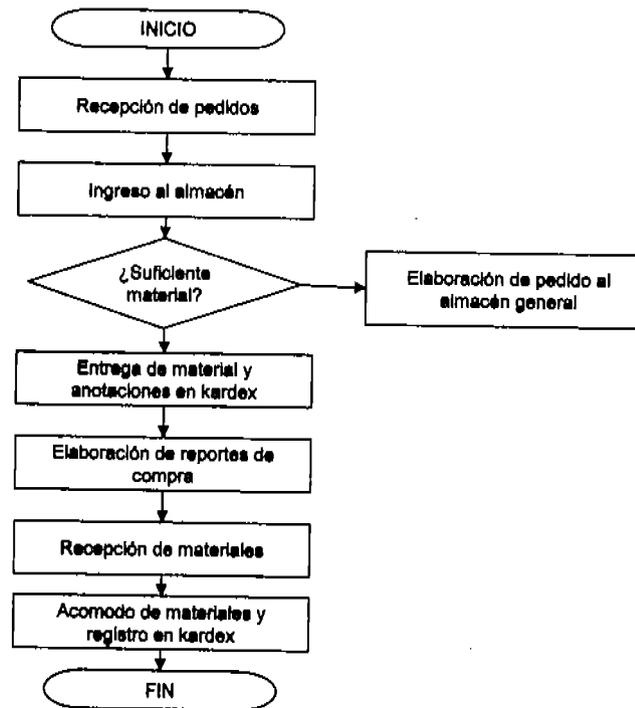 INICIO
Recepción de pedidos
Ingreso al almacén
¿Suficiente
material?
Elaboración de pedido al
almacén general
Entrega de material y
anotaciones en kardex
Elaboración de reportes de
compra
Recepción de materiales
Acomodo de materiales y
registro en kardex
FIN